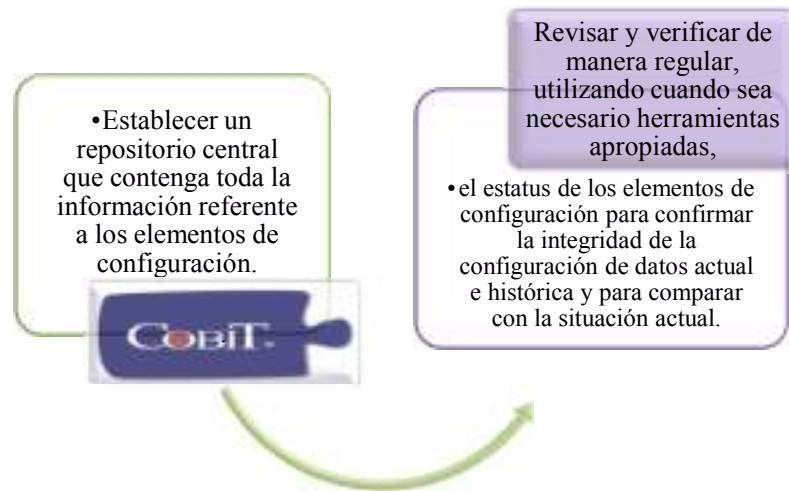 •Establecer un
repositorio central
que contenga toda la
información referente
a los elementos de
configuración.
COBIT
Revisar y verificar de
manera regular,
utilizando cuando sea
necesario herramientas
apropiadas,
•el estatus de los elementos de
configuración para confirmar
la integridad de la
configuración de datos actual
e histórica y para comparar
con la situación actual.